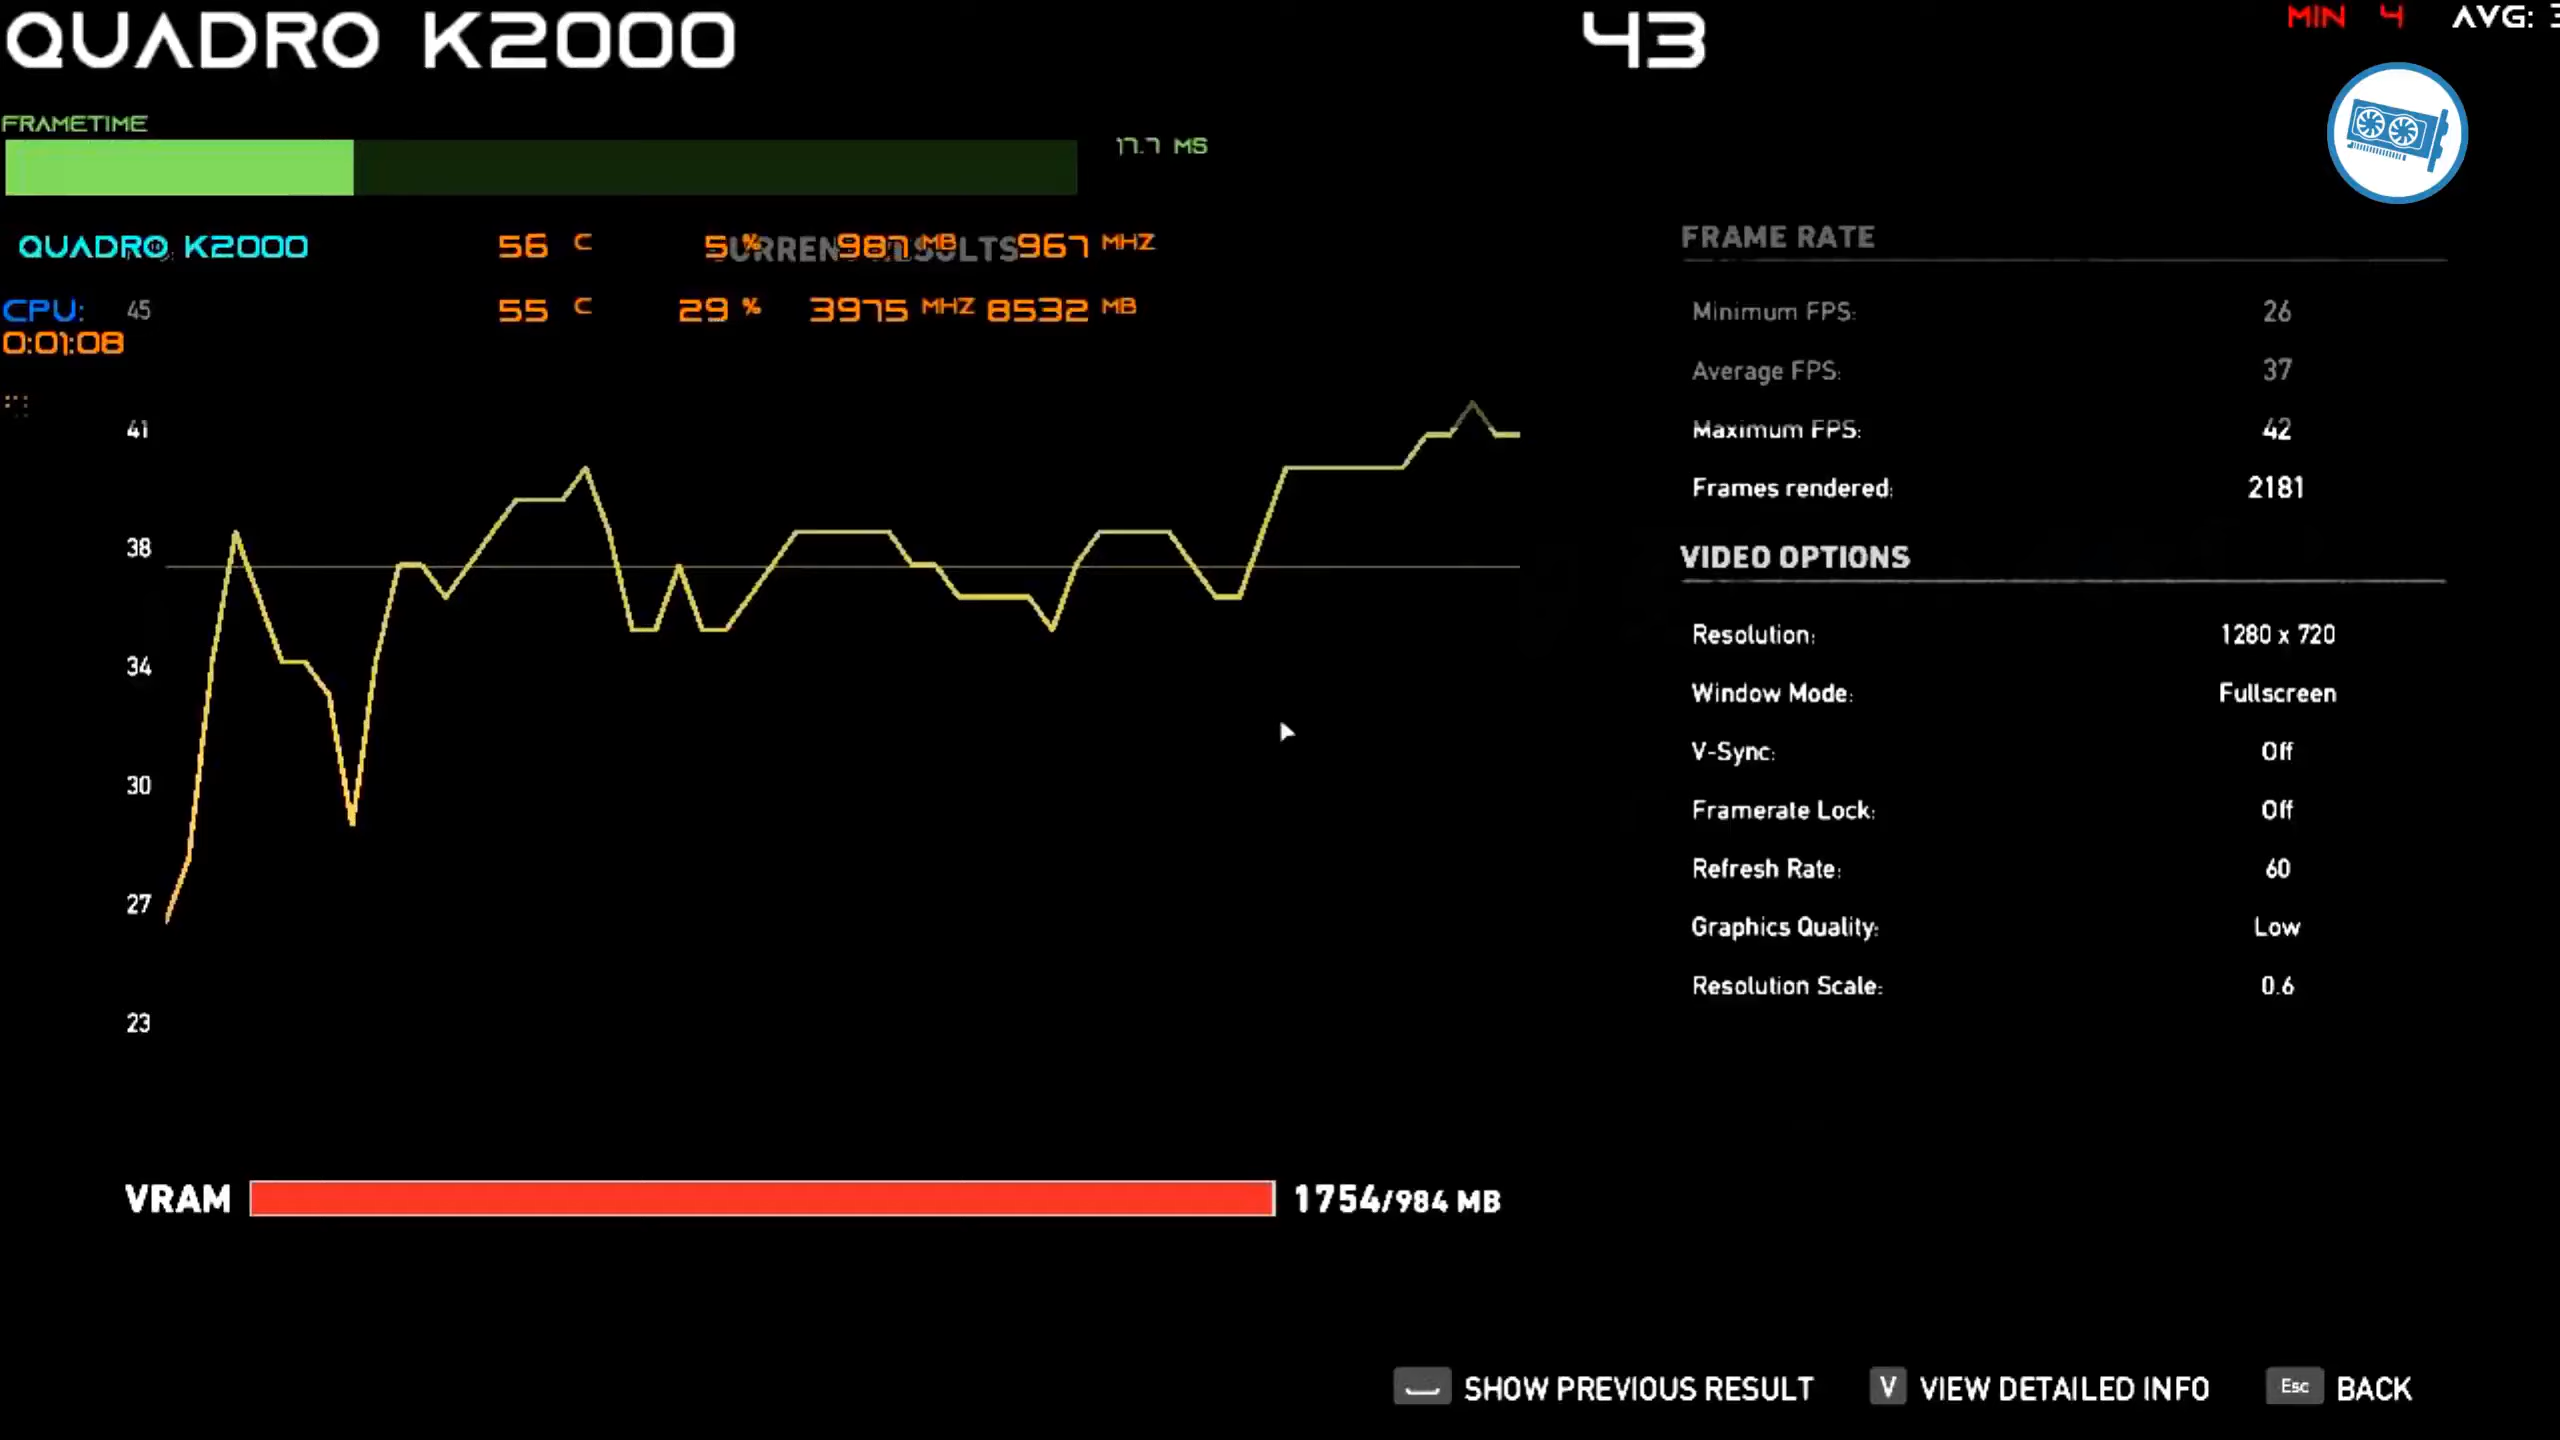 QUADRO K2000 43 MIN 4 AVG: 3
FRAMETIME
17.7 MS
QUADRO K2000 56 C 5 % 987 MB 967 MHZ
CPU: 55 C 29 % 3975 MHZ 8532 MB
0:01:08
45
41
38
34
30
27
23
VRAM 1754/984 MB
FRAME RATE
Minimum FPS: 26
Average FPS: 37
Maximum FPS: 42
Frames rendered: 2181
VIDEO OPTIONS
Resolution: 1280 x 720
Window Mode: Fullscreen
V-Sync: Off
Framerate Lock: Off
Refresh Rate: 60
Graphics Quality: Low
Resolution Scale: 0.6
SHOW PREVIOUS RESULT V VIEW DETAILED INFO Esc BACK